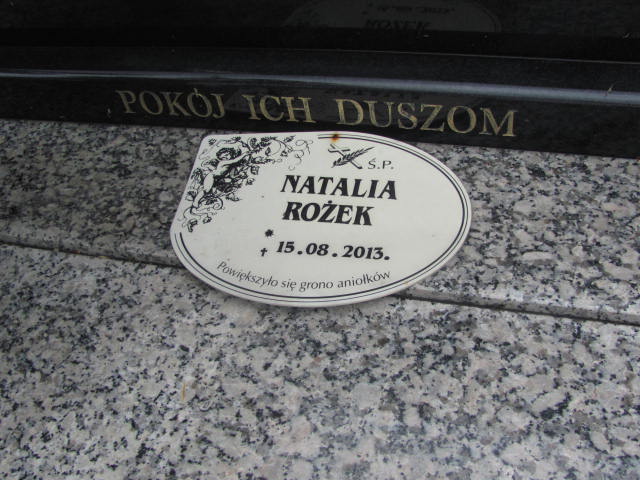 POKÓJ ICH DUSZOM
Ś.P.
NATALIA
ROŻEK
* 
† 15.08.2013.
Powiększyło się grono aniołków